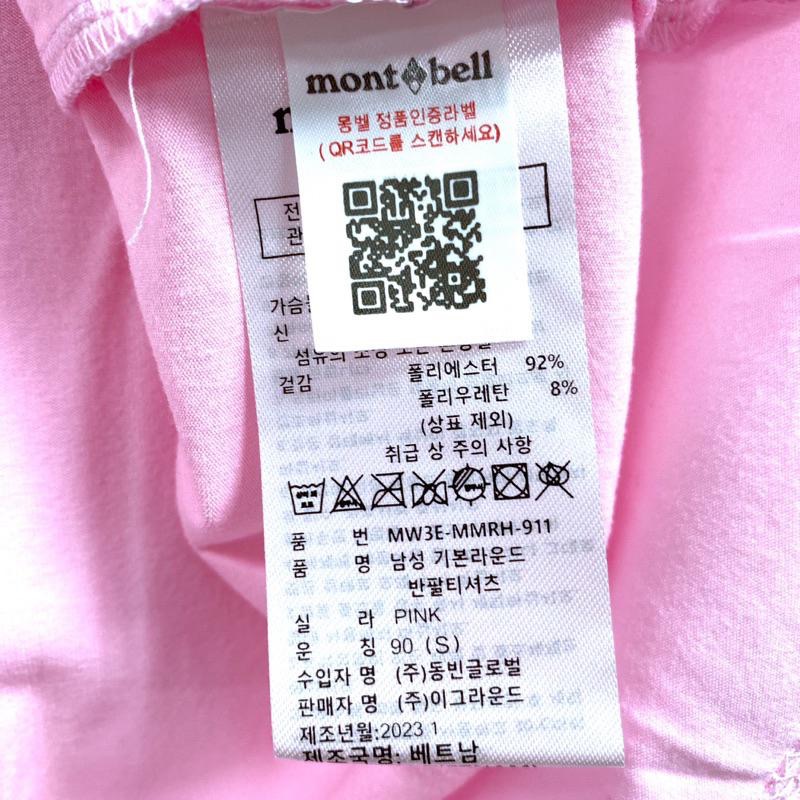 mont bell
몽벨 정품인증라벨
( QR코드를 스캔하세요)
전
관
가슴
신
섬유의 조성 또는 혼용률
겉감 폴리에스터 92%
폴리우레탄 8%
(상표 제외)
취급 상 주의 사항
품 번 MW3E-MMRH-911
품 명 남성 기본라운드
반팔티셔츠
실 라 PINK
운 칭 90 (S)
수입자 명 (주)동빈글로벌
판매자 명 (주)이그라운드
제조년월:2023 1
제조국명: 베트남